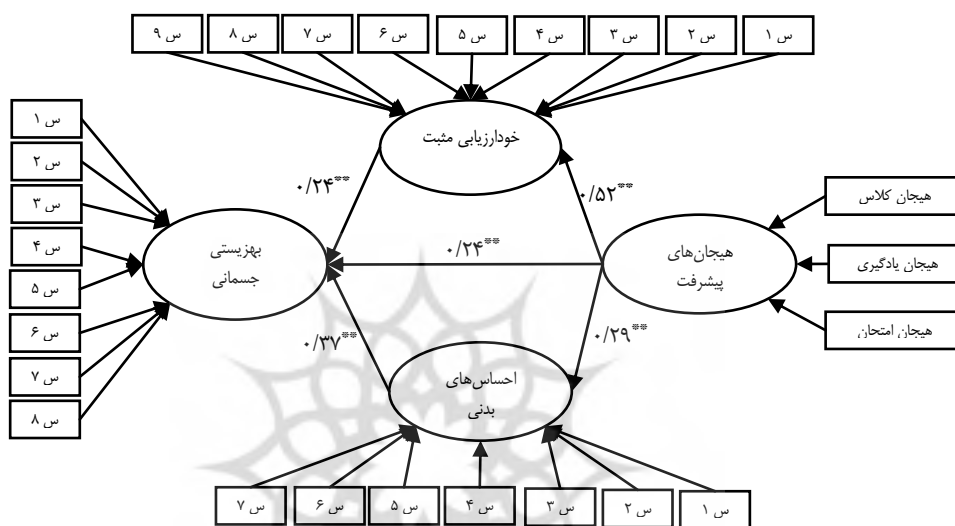 س ۱
س ۲
س ۳
س ۴
س ۵
س ۶
س ۷
س ۸
س ۹
خودارزیابی مثبت
۰/۵۲**
۰/۲۴**
هیجان کلاس
هیجان یادگیری
هیجان امتحان
هیجان‌های
پیشرفت
۰/۲۴**
بهزیستی
جسمانی
س ۱
س ۲
س ۳
س ۴
س ۵
س ۶
س ۷
س ۸
۰/۲۹**
۰/۳۷**
احساس‌های
بدنی
س ۱
س ۲
س ۳
س ۴
س ۵
س ۶
س ۷